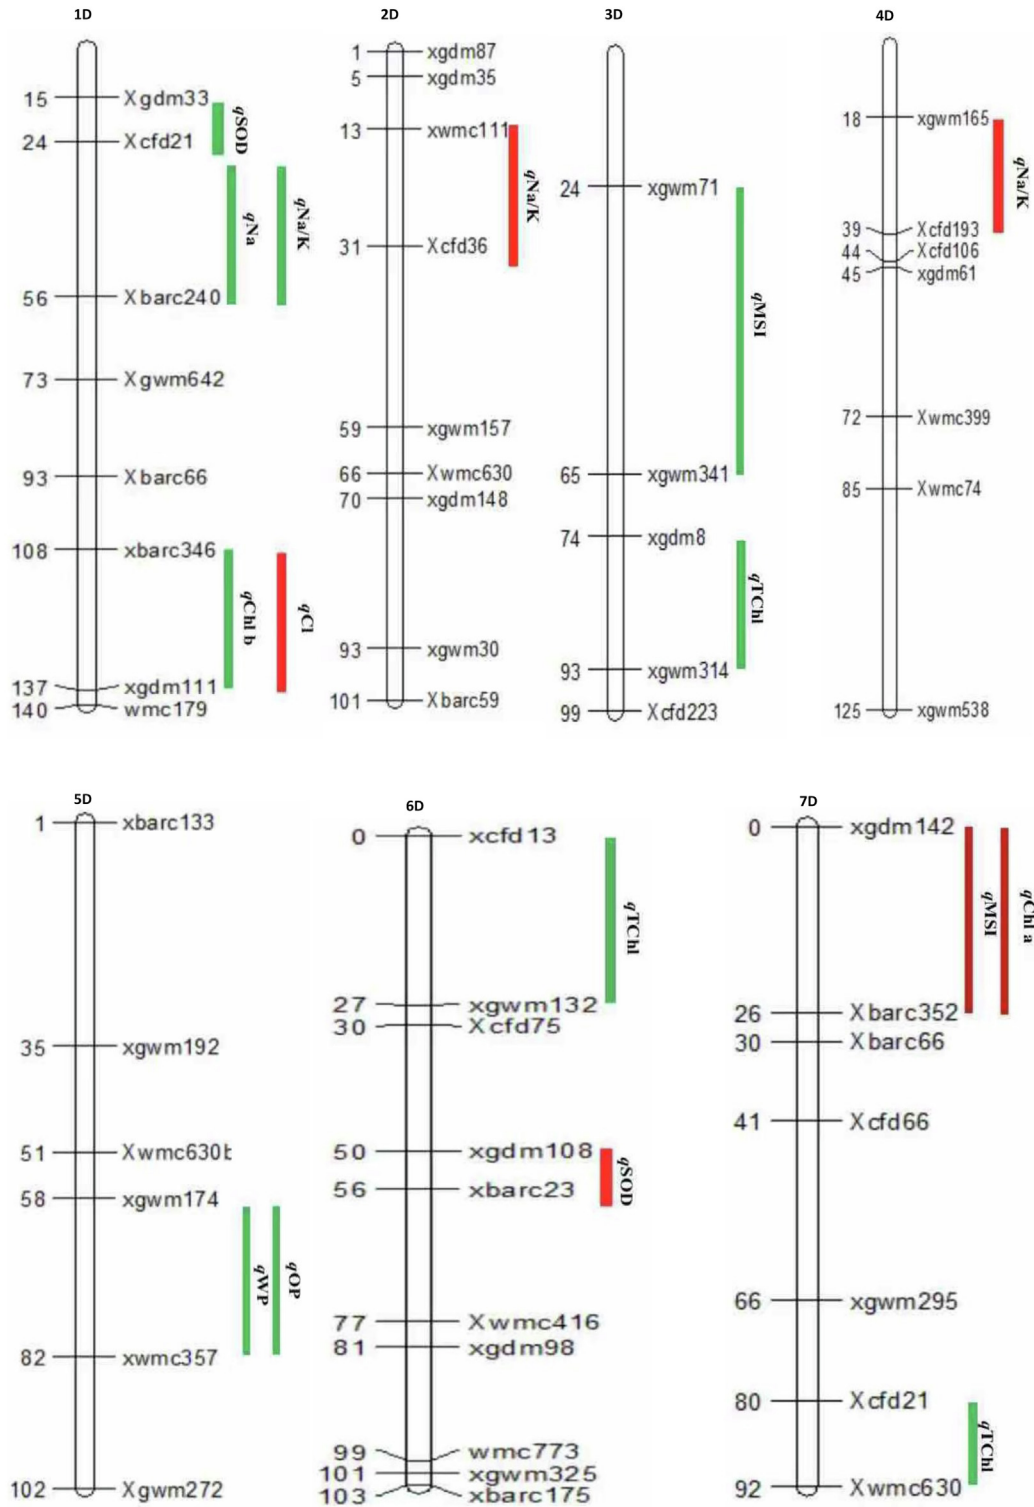 1D
15 Xgdm33
qSOD
24 Xcfd21
qNa
qNa/K
56 Xbarc240
73 Xgwm642
93 Xbarc66
108 xbarc346
qChl b
qCl
137 xgdm111
140 wmc179
2D
1 xgdm87
5 xgdm35
13 xwmc111
qNa/K
31 Xcfd36
59 xgwm157
66 Xwmc630
70 xgdm148
93 xgwm30
101 Xbarc59
3D
24 xgwm71
qMSI
65 xgwm341
74 xgdm8
qTChl
93 xgwm314
99 Xcfd223
4D
18 xgwm165
qNa/K
39 Xcfd193
44 Xcfd106
45 xgdm61
72 Xwmc399
85 Xwmc74
125 xgwm538
5D
1 xbarc133
35 xgwm192
51 Xwmc630b
58 xgwm174
qWP
qOP
82 xwmc357
102 Xgwm272
6D
0 xcfd13
qTChl
27 xgwm132
30 Xcfd75
50 xgdm108
qSOD
56 xbarc23
77 Xwmc416
81 xgdm98
99 wmc773
101 xgwm325
103 xbarc175
7D
0 xgdm142
qMSI
qChl a
26 Xbarc352
30 Xbarc66
41 Xcfd66
66 xgwm295
80 Xcfd21
qTChl
92 Xwmc630